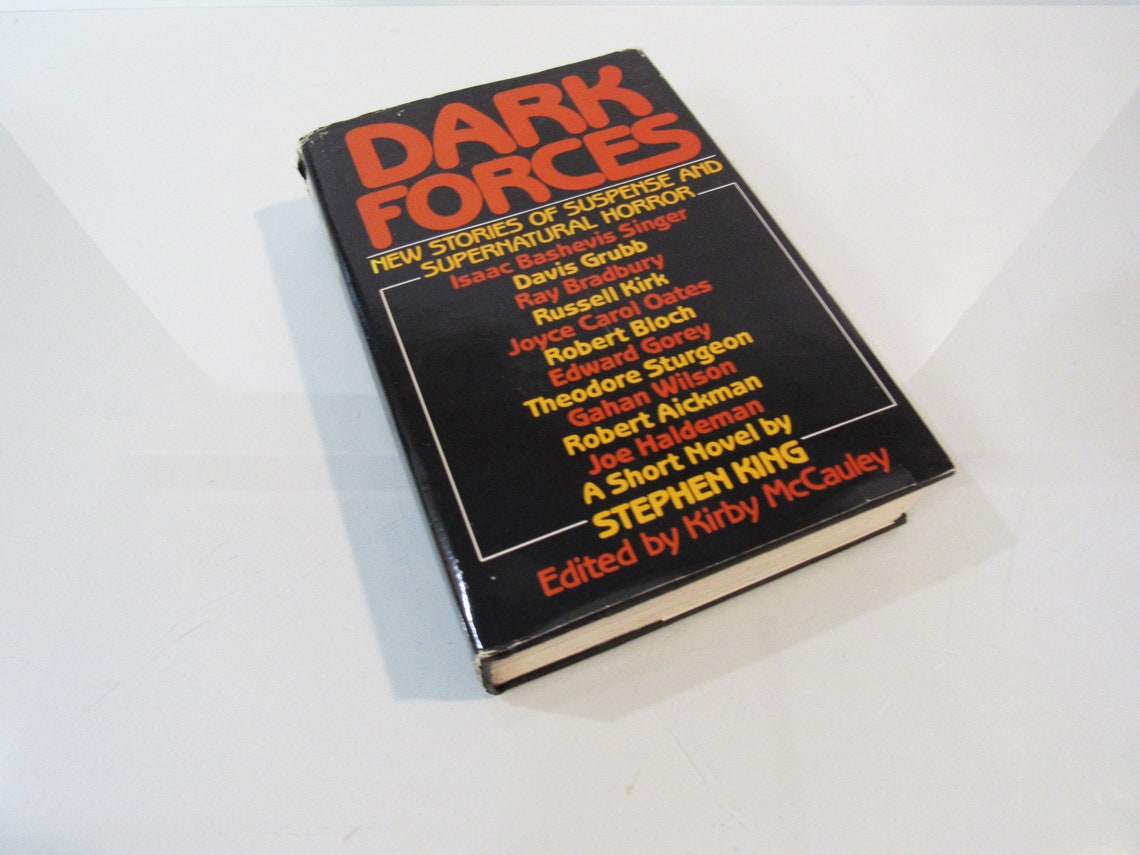 DARK
FORCES
NEW STORIES OF SUSPENSE AND
SUPERNATURAL HORROR
Isaac Bashevis Singer
Davis Grubb
Ray Bradbury
Russell Kirk
Joyce Carol Oates
Robert Bloch
Edward Gorey
Theodore Sturgeon
Gahan Wilson
Robert Aickman
Joe Haldeman
A Short Novel by
STEPHEN KING
Edited by Kirby McCauley